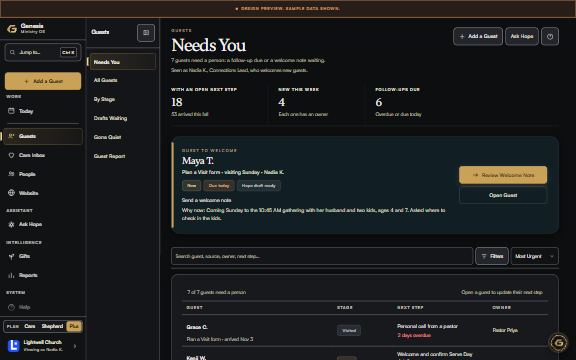 DESIGN PREVIEW. SAMPLE DATA SHOWN.
Genesis
Ministry OS
Jump to...
Ctrl K
+ Add a Guest
WORK
Today
Guests
Care Inbox
People
Website
ASSISTANT
Ask Hope
INTELLIGENCE
Gifts
Reports
SYSTEM
Help
PLAN Care Shepherd Plus
Lightwell Church
Viewing as Nadia K.
Guests
Needs You
All Guests
By Stage
Drafts Waiting
Gone Quiet
Guest Report
GUESTS
Needs You
7 guests need a person: a follow-up due or a welcome note waiting.
Seen as Nadia K., Connections Lead, who welcomes new guests.
+ Add a Guest
Ask Hope
WITH AN OPEN NEXT STEP
18
53 arrived this fall
NEW THIS WEEK
4
Each one has an owner
FOLLOW-UPS DUE
6
Overdue or due today
GUEST TO WELCOME
Maya T.
Plan a Visit form · visiting Sunday · Nadia K.
New
Due today
Hope draft ready
Send a welcome note
Why now: Coming Sunday to the 10:45 AM gathering with her husband and two kids, ages 4 and 7. Asked where to
check in the kids.
→ Review Welcome Note
Open Guest
Search guest, source, owner, next step...
Filters
Most Urgent
7 of 7 guests need a person
Open a guest to update their next step
GUEST
STAGE
NEXT STEP
OWNER
Grace C.
Plan a Visit form · arrived Nov 3
Visited
Personal call from a pastor
2 days overdue
Pastor Priya
Kenji W.
Welcome and confirm Serve Day